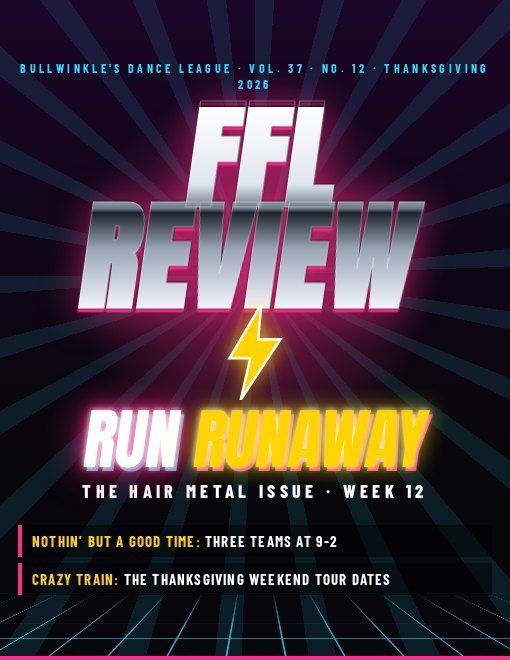 BULLWINKLE'S DANCE LEAGUE · VOL. 37 · NO. 12 · THANKSGIVING
2026
FFL
REVIEW
RUN RUNAWAY
THE HAIR METAL ISSUE · WEEK 12
NOTHIN' BUT A GOOD TIME: THREE TEAMS AT 9-2
CRAZY TRAIN: THE THANKSGIVING WEEKEND TOUR DATES